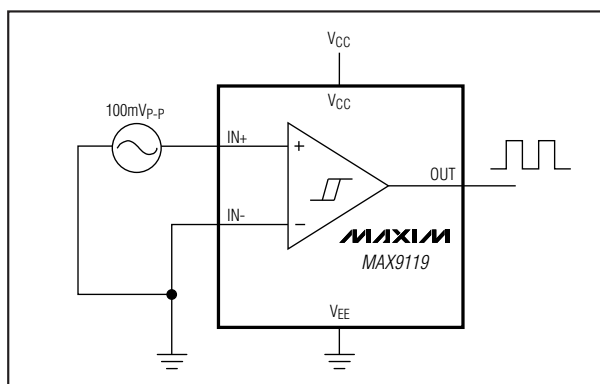 VCC
VCC
100mVP-P
IN+
+
OUT
IN-
−
MAXIM
MAX9119
VEE